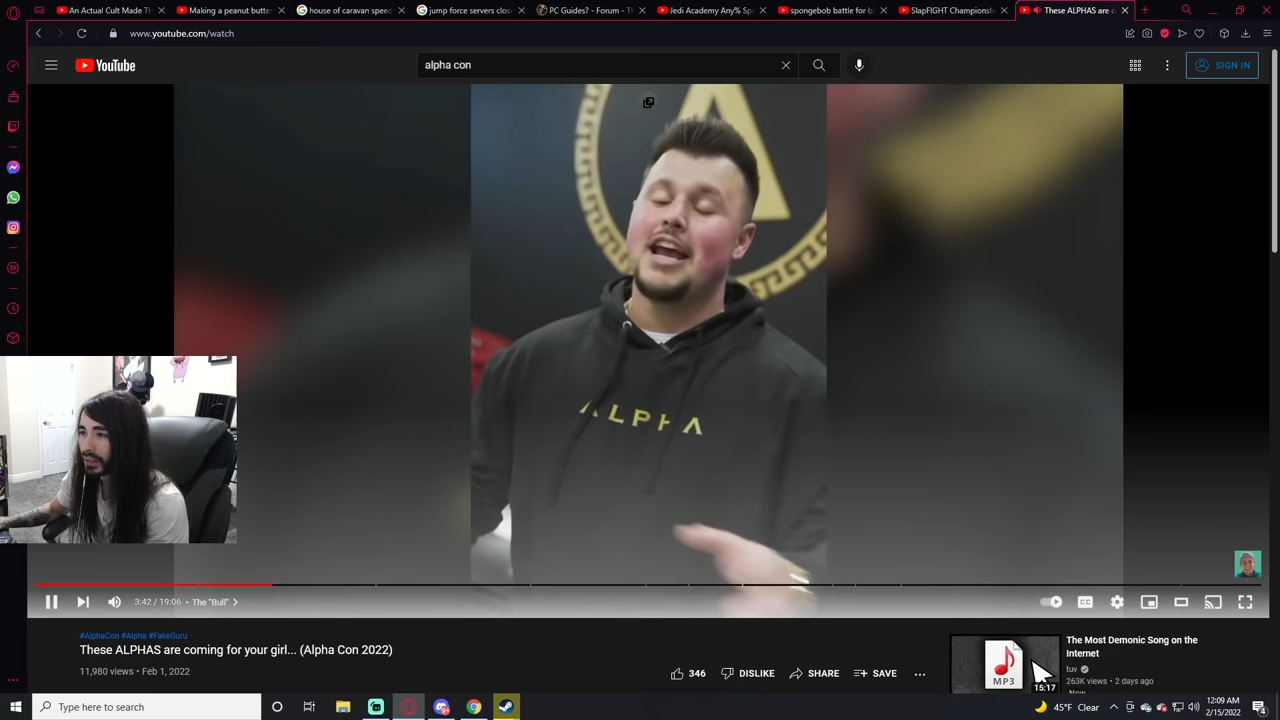 An Actual Cult Made TH
Making a peanut butte
house of caravan speed
jump force servers close
PC Guides? - Forum - Th
Jedi Academy Any% Sp
spongebob battle for b
SlapFIGHT Champions
These ALPHAS are c
www.youtube.com/watch
YouTube
alpha con
SIGN IN
A
ALPHA
3:42 / 19:06 • The "Bull"
CC
#AlphaCon #Alpha #FakeGuru
These ALPHAS are coming for your girl... (Alpha Con 2022)
11,980 views • Feb 1, 2022
346
DISLIKE
SHARE
SAVE
MP3
15:17
The Most Demonic Song on the
Internet
tuv
263K views • 2 days ago
Type here to search
45°F Clear
12:09 AM
2/15/2022
4